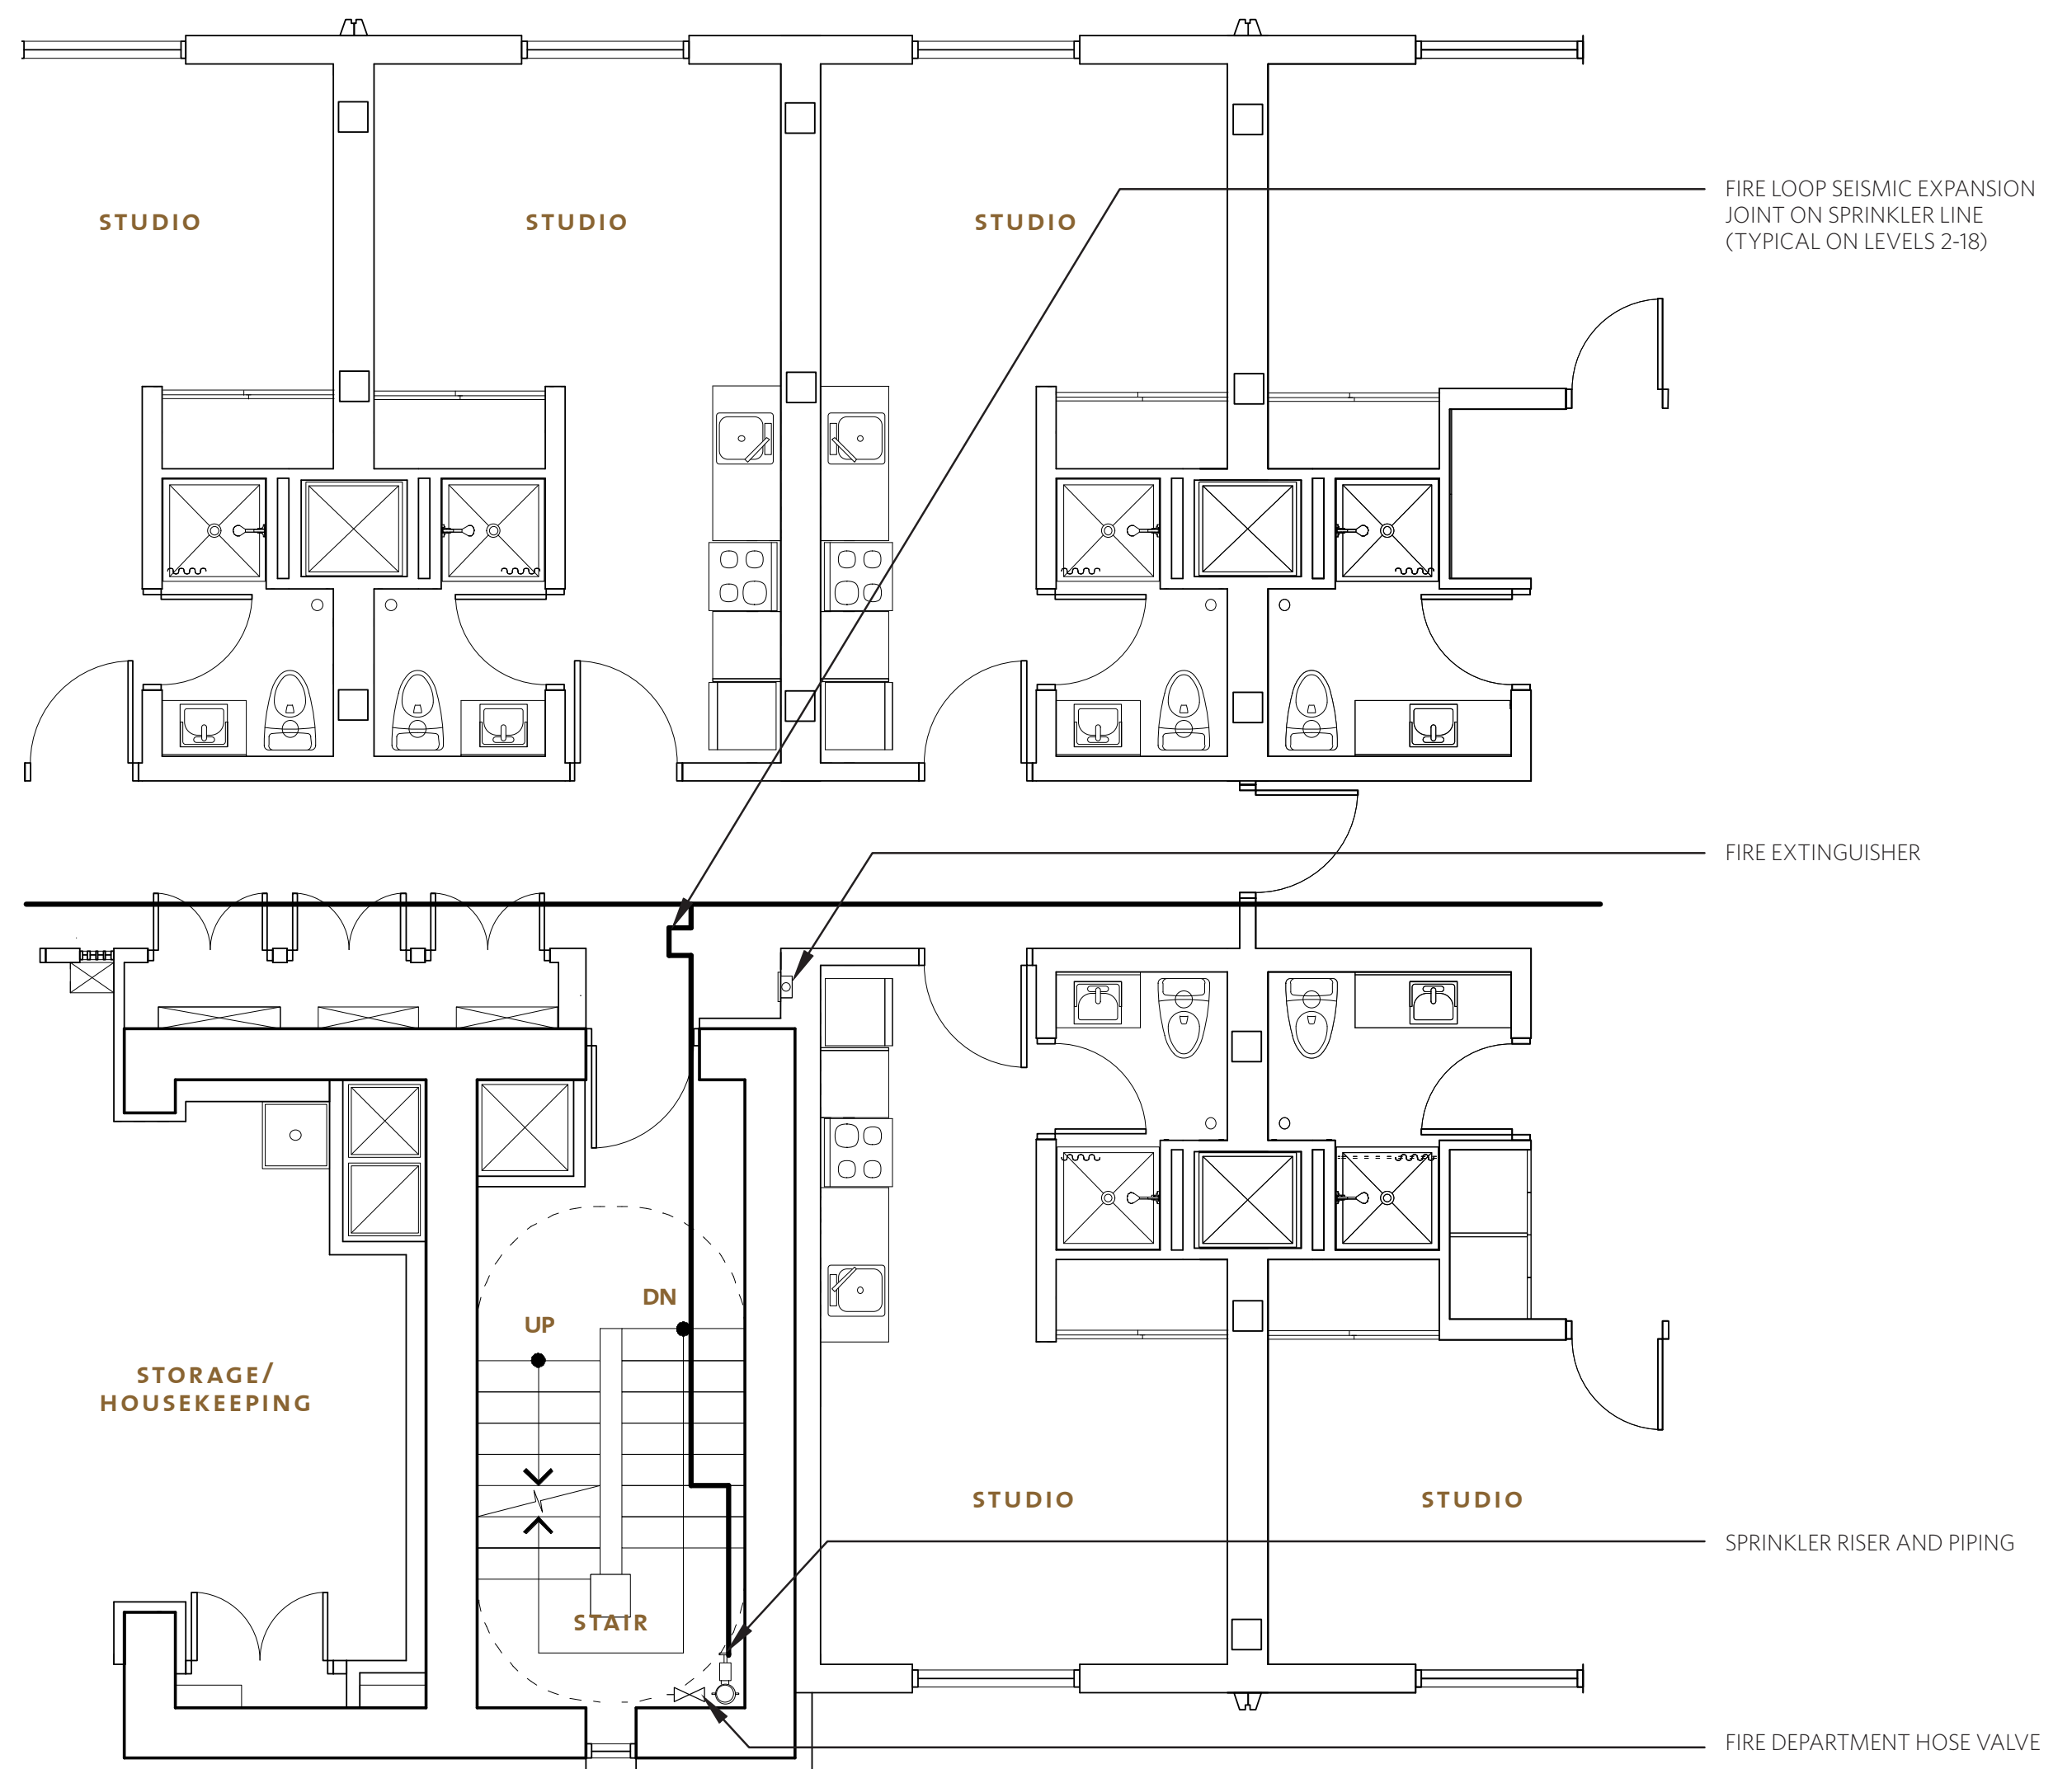 FIRE LOOP SEISMIC EXPANSION
JOINT ON SPRINKLER LINE
(TYPICAL ON LEVELS 2-18)
STUDIO
STUDIO
STUDIO
FIRE EXTINGUISHER
DN
UP
STORAGE/
HOUSEKEEPING
STUDIO
STUDIO
SPRINKLER RISER AND PIPING
STAIR
FIRE DEPARTMENT HOSE VALVE